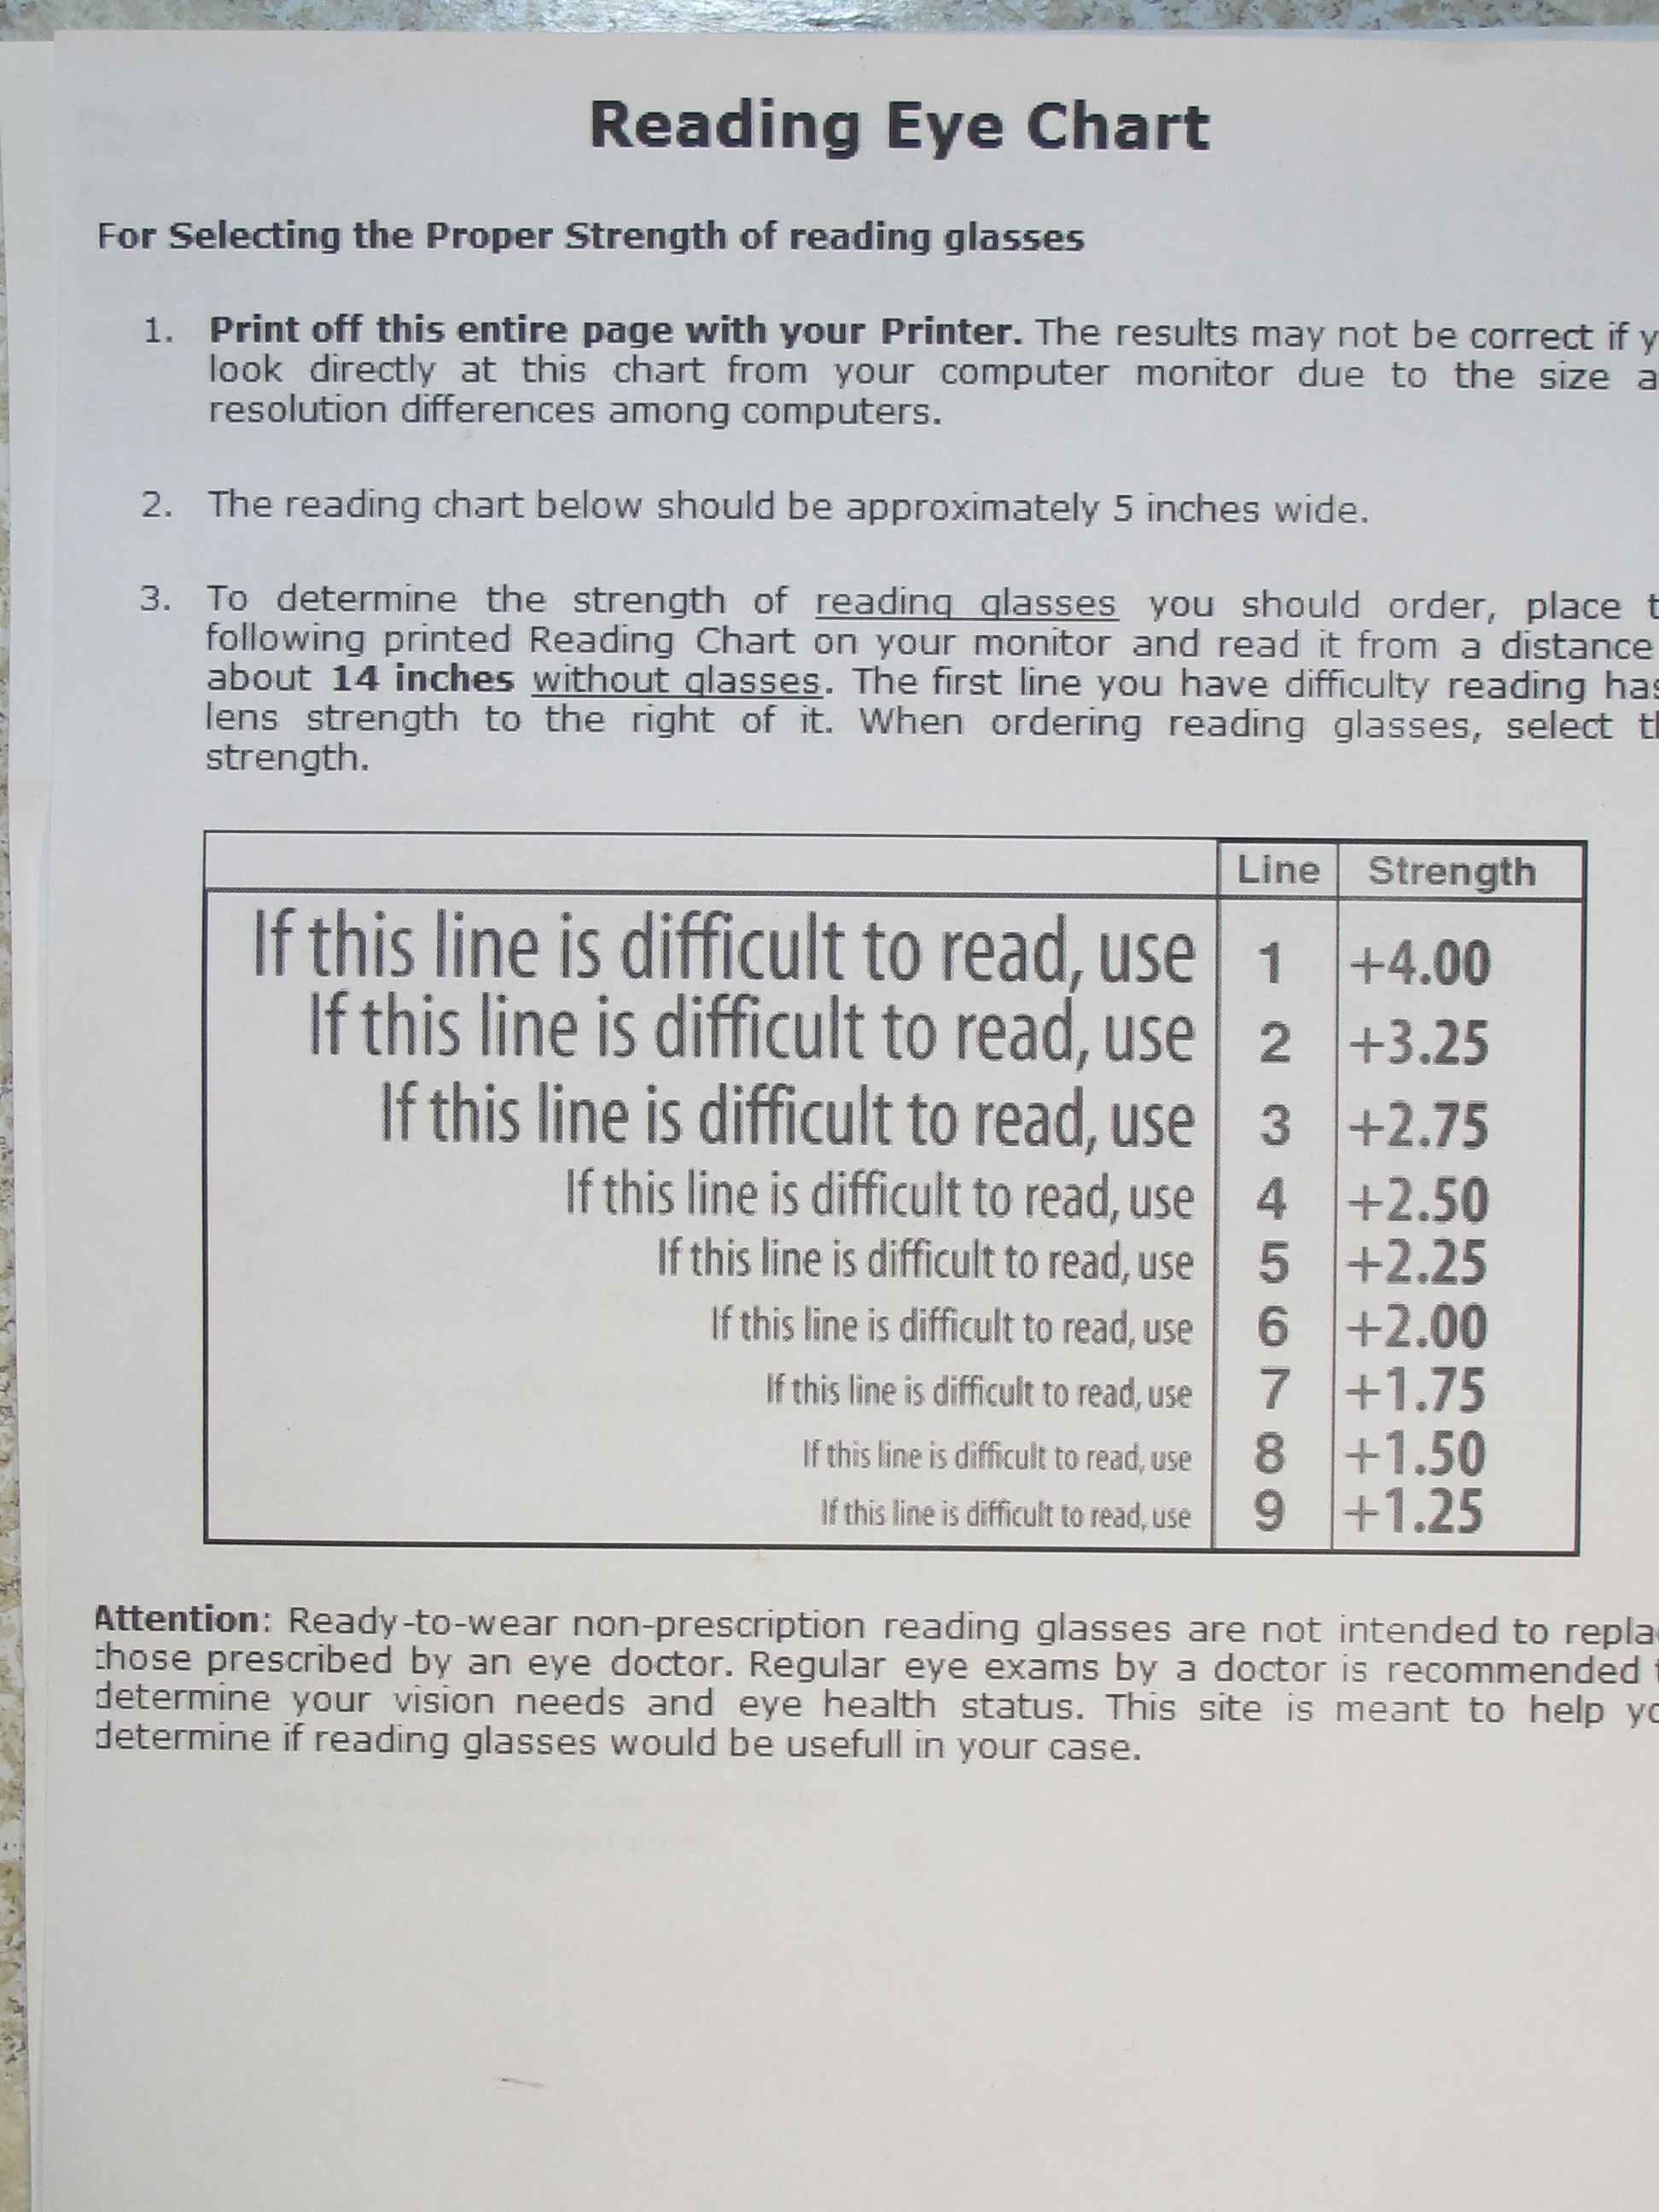 Reading Eye Chart
For Selecting the Proper Strength of reading glasses
1. Print off this entire page with your Printer. The results may not be correct if y
look directly at this chart from your computer monitor due to the size a
resolution differences among computers.
2. The reading chart below should be approximately 5 inches wide.
3. To determine the strength of reading glasses you should order, place t
following printed Reading Chart on your monitor and read it from a distance
about 14 inches without glasses. The first line you have difficulty reading has
lens strength to the right of it. When ordering reading glasses, select th
strength.
Line Strength
If this line is difficult to read, use 1 +4.00
If this line is difficult to read, use 2 +3.25
If this line is difficult to read, use 3 +2.75
If this line is difficult to read, use 4 +2.50
If this line is difficult to read, use 5 +2.25
If this line is difficult to read, use 6 +2.00
If this line is difficult to read, use 7 +1.75
If this line is difficult to read, use 8 +1.50
If this line is difficult to read, use 9 +1.25
Attention: Ready-to-wear non-prescription reading glasses are not intended to repla
those prescribed by an eye doctor. Regular eye exams by a doctor is recommended t
determine your vision needs and eye health status. This site is meant to help yo
determine if reading glasses would be usefull in your case.